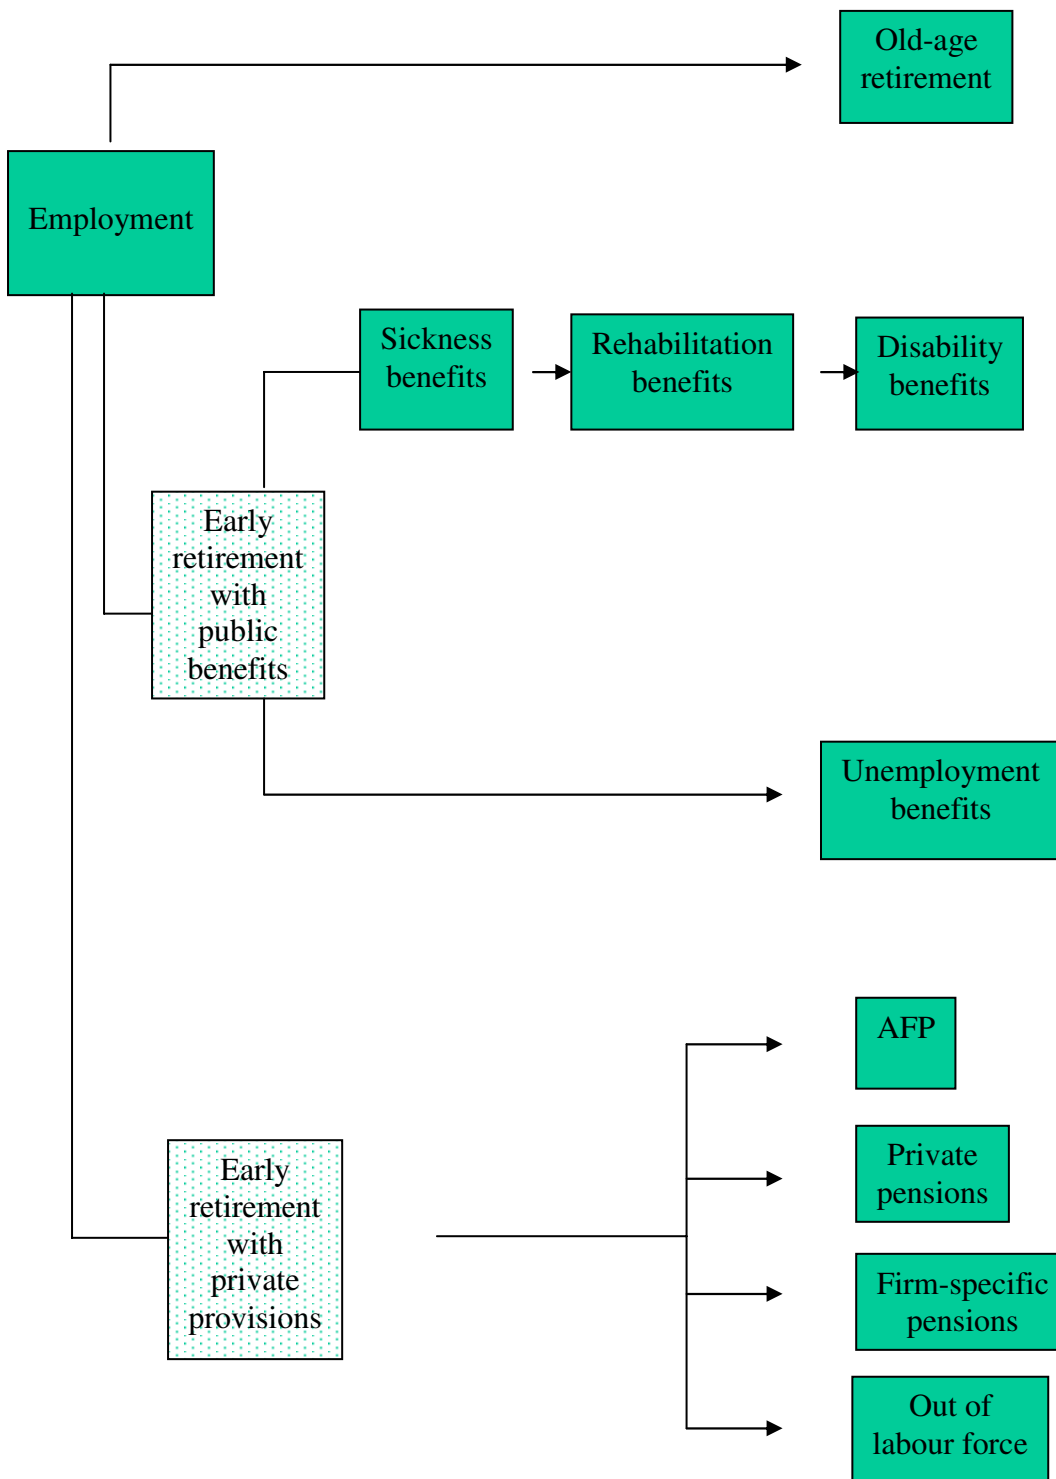 Old-age
retirement
Employment
Sickness
benefits
Rehabilitation
benefits
Disability
benefits
Early
retirement
with
public
benefits
Unemployment
benefits
AFP
Private
pensions
Early
retirement
with
private
provisions
Firm-specific
pensions
Out of
labour force